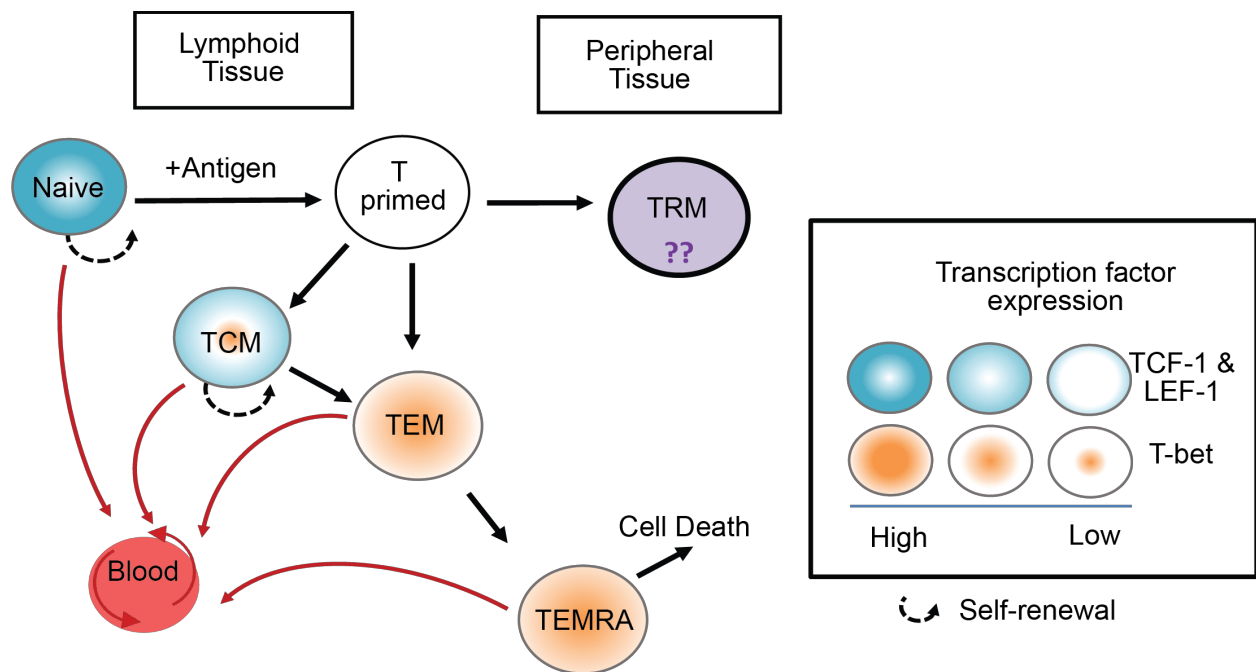 Lymphoid
Tissue
Peripheral
Tissue
Naive
+Antigen
T
primed
TRM
??
TCM
TEM
Blood
TEMRA
Cell Death
Transcription factor
expression
TCF-1 &
LEF-1
T-bet
High
Low
Self-renewal